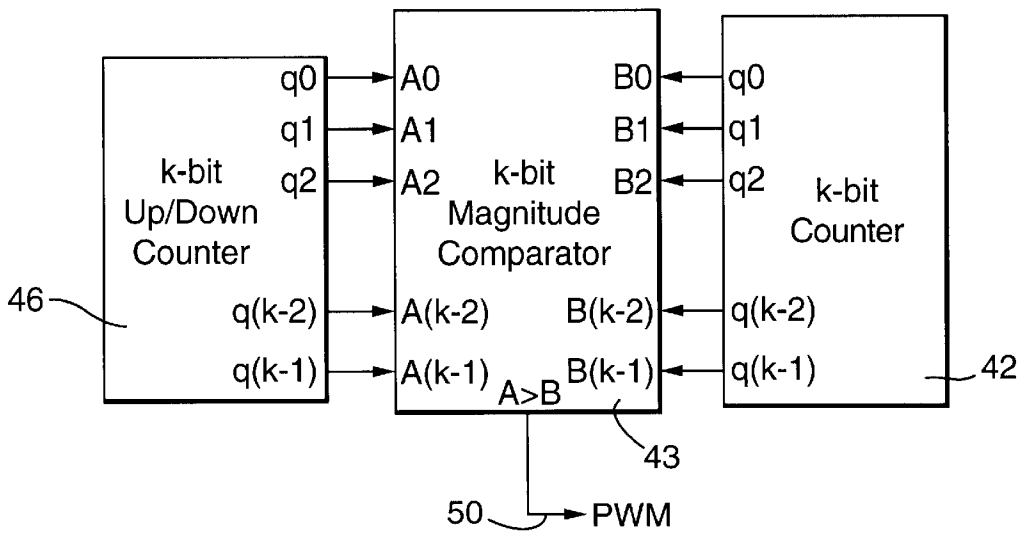 q0
q1
q2
k-bit
Up/Down
Counter
q(k-2)
q(k-1)
46
A0
A1
A2
A(k-2)
A(k-1)
k-bit
Magnitude
Comparator
B0
B1
B2
B(k-2)
B(k-1)
A>B
43
q0
q1
q2
k-bit
Counter
q(k-2)
q(k-1)
42
50
PWM